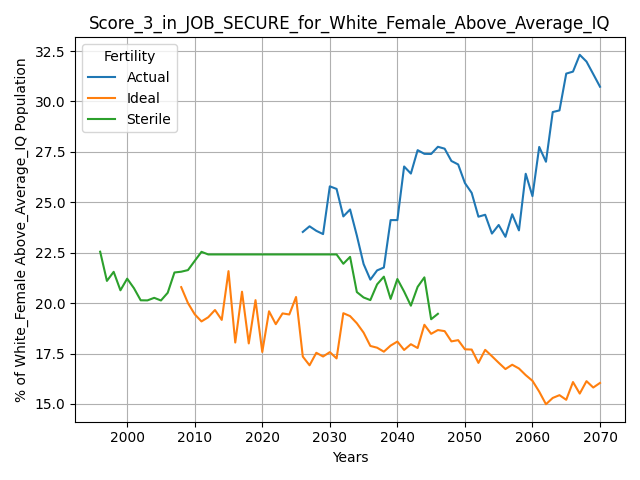 Score_3_in_JOB_SECURE_for_White_Female_Above_Average_IQ
% of White_Female Above_Average_IQ Population
32.5
30.0
27.5
25.0
22.5
20.0
17.5
15.0
Fertility
Actual
Ideal
Sterile
2000
2010
2020
2030
2040
2050
2060
2070
Years